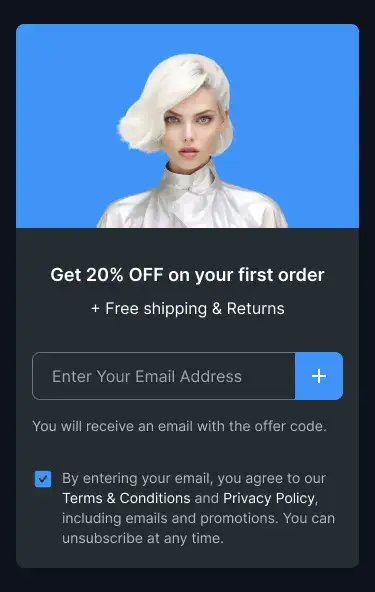 Get 20% OFF on your first order
+ Free shipping & Returns
Enter Your Email Address
You will receive an email with the offer code.
By entering your email, you agree to our
Terms & Conditions and Privacy Policy,
including emails and promotions. You can
unsubscribe at any time.